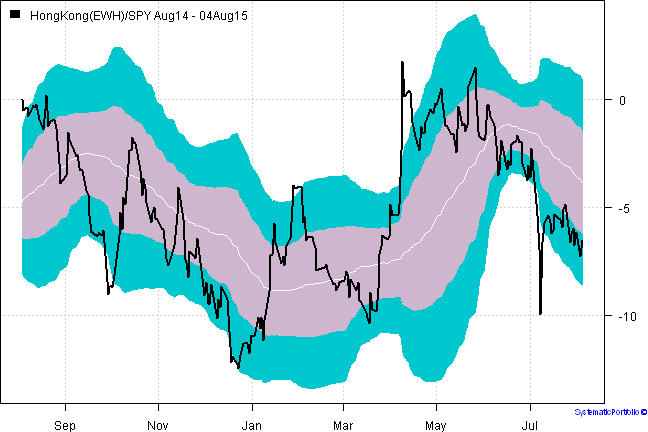 HongKong(EWH)/SPY Aug14 - 04Aug15
0
-5
-10
Sep Nov Jan Mar May Jul
SystematicPortfolio ©